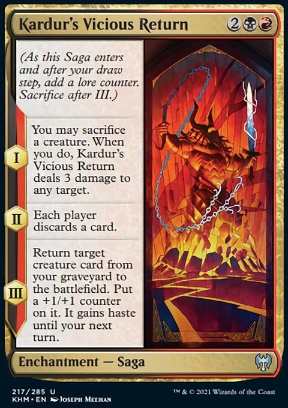 Kardur's Vicious Return 2
(As this Saga enters
and after your draw
step, add a lore counter.
Sacrifice after III.)
I
You may sacrifice
a creature. When
you do, Kardur's
Vicious Return
deals 3 damage to
any target.
II
Each player
discards a card.
III
Return target
creature card from
your graveyard to
the battlefield. Put
a +1/+1 counter
on it. It gains haste
until your next
turn.
Enchantment — Saga
217/285 U
KHM • EN JOSEPH MEEHAN
™ & © 2021 Wizards of the Coast